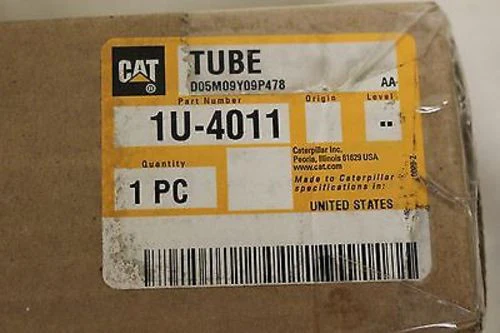 CAT®
TUBE
D05M09Y09P478
AA
Part Number
Origin
Level
1U-4011
--
Caterpillar Inc.
Peoria, Illinois 61629 USA
www.cat.com
Quantity
1 PC
Made to Caterpillar
specifications in:
UNITED STATES